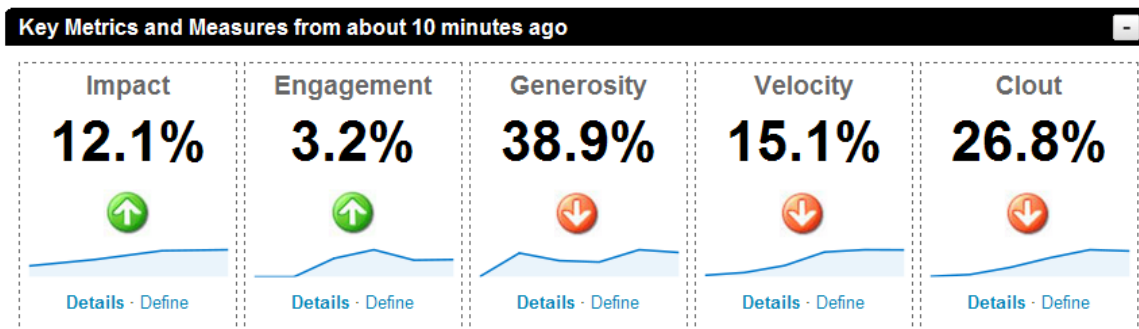 Key Metrics and Measures from about 10 minutes ago
-
Impact
12.1%
Details · Define
Engagement
3.2%
Details · Define
Generosity
38.9%
Details · Define
Velocity
15.1%
Details · Define
Clout
26.8%
Details · Define